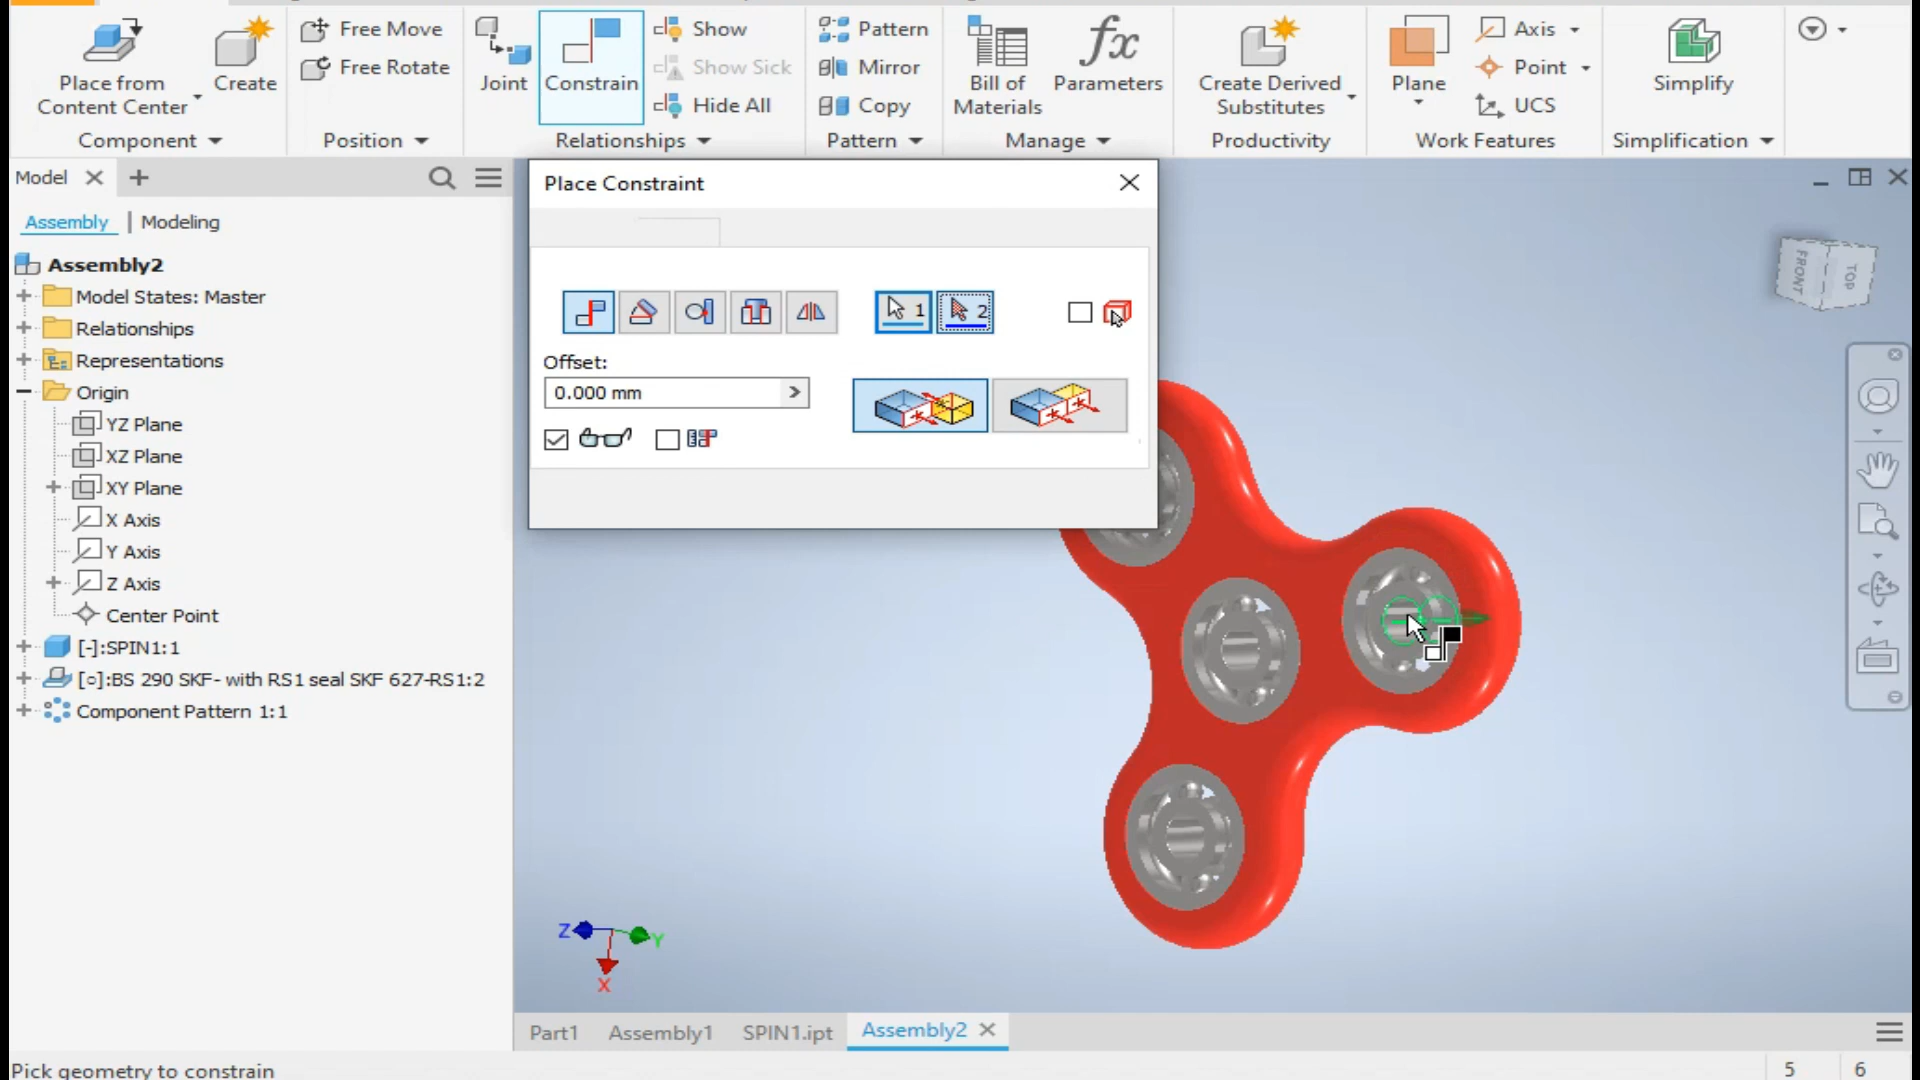 Place from
Content Center
Create
Component
Free Move
Free Rotate
Position
Joint
Constrain
Show
Show Sick
Hide All
Relationships
Pattern
Mirror
Copy
Pattern
Bill of
Materials
fx
Parameters
Manage
Create Derived
Substitutes
Productivity
Plane
Axis
Point
UCS
Work Features
Simplify
Simplification
Model
Assembly | Modeling
Assembly2
Model States: Master
Relationships
Representations
Origin
YZ Plane
XZ Plane
XY Plane
X Axis
Y Axis
Z Axis
Center Point
[-]:SPIN1:1
[○]:BS 290 SKF- with RS1 seal SKF 627-RS1:2
Component Pattern 1:1
Place Constraint
1
2
Offset:
0.000 mm
FRONT
TOP
Z
Y
X
Part1
Assembly1
SPIN1.ipt
Assembly2
Pick geometry to constrain
5
6